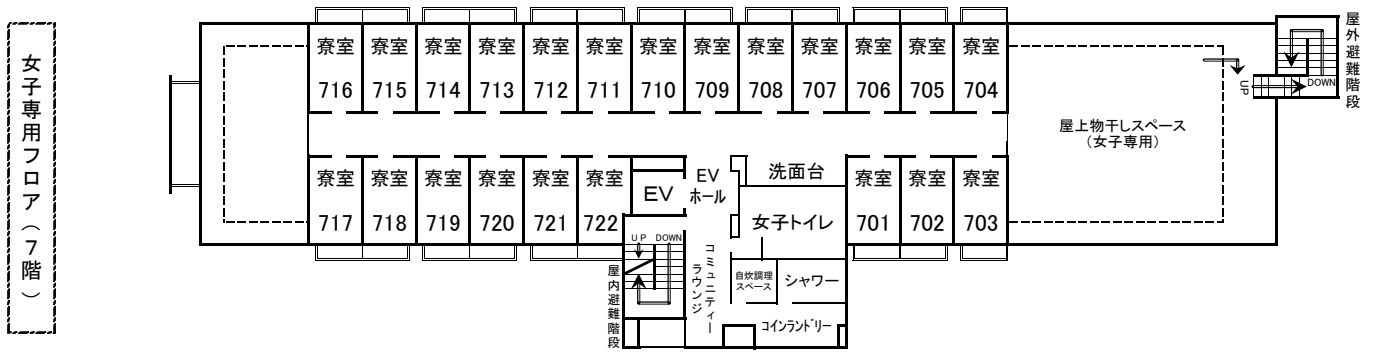 女子専用フロア（7階）
寮室 寮室 寮室 寮室 寮室 寮室 寮室 寮室 寮室 寮室 寮室 寮室 寮室
716 715 714 713 712 711 710 709 708 707 706 705 704
屋上物干しスペース
（女子専用）
UP
DOWN
屋外避難階段
寮室 寮室 寮室 寮室 寮室 寮室
717 718 719 720 721 722
EV
EV
ホール
洗面台
女子トイレ
寮室 寮室 寮室
701 702 703
UP DOWN
屋内避難階段
コミュニティー
ラウンジ
自炊調理
スペース
シャワー
コインランドリー